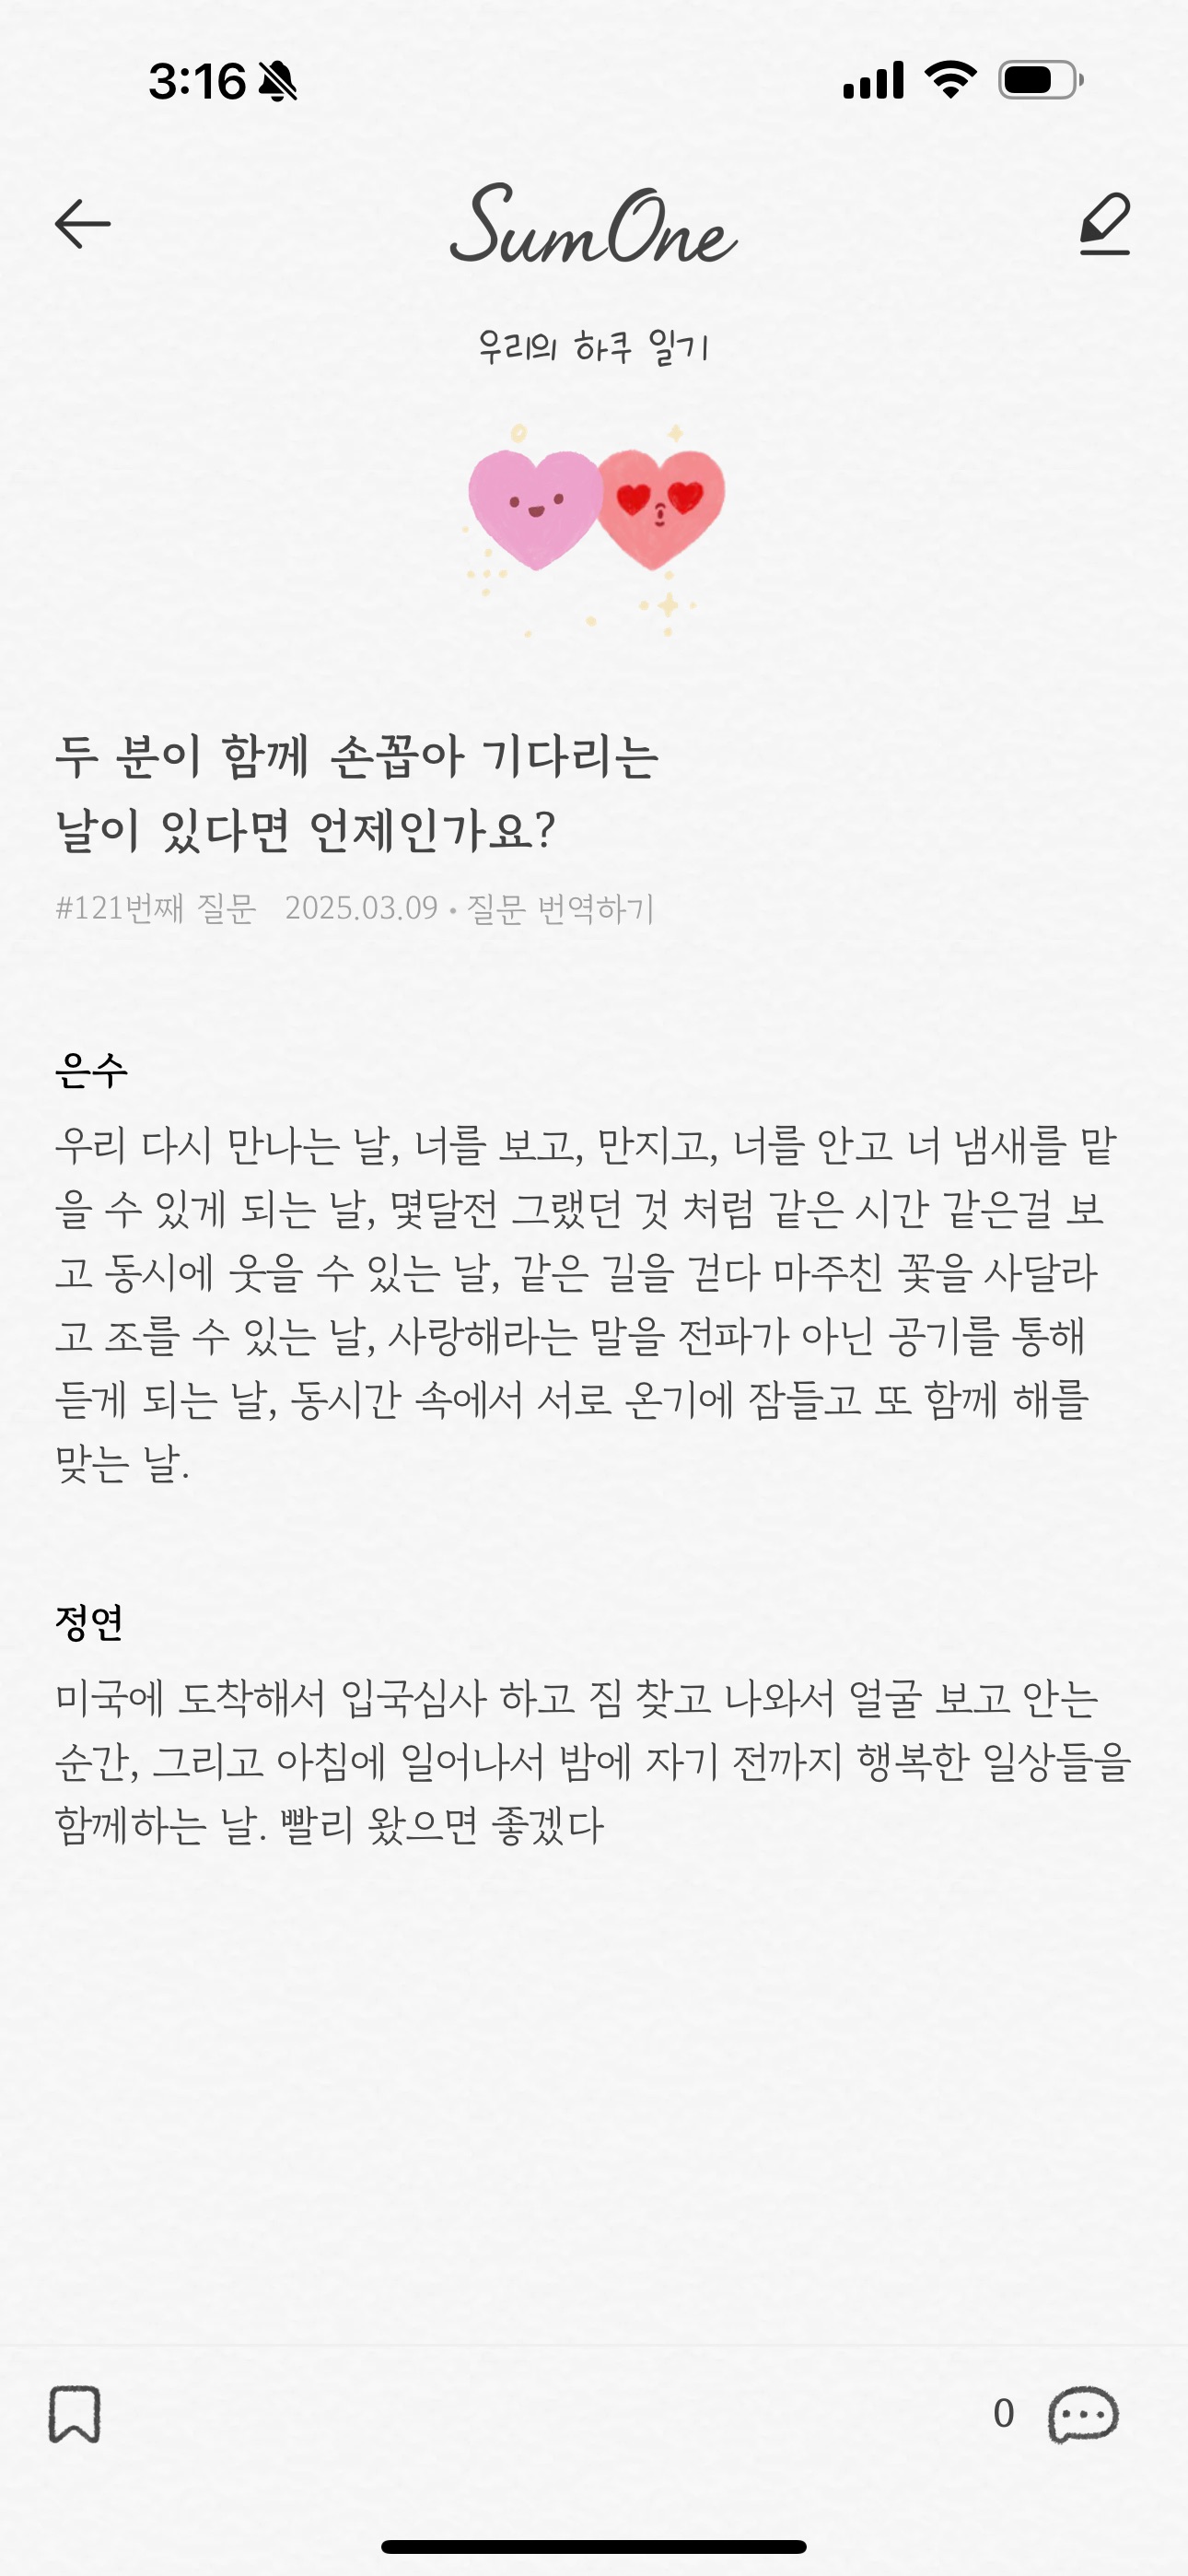 3:16
SumOne
우리의 하루 일기
두 분이 함께 손꼽아 기다리는
날이 있다면 언제인가요?
#121번째 질문 2025.03.09 • 질문 번역하기
은수
우리 다시 만나는 날, 너를 보고, 만지고, 너를 안고 너 냄새를 맡
을 수 있게 되는 날, 몇달전 그랬던 것 처럼 같은 시간 같은걸 보
고 동시에 웃을 수 있는 날, 같은 길을 걷다 마주친 꽃을 사달라
고 조를 수 있는 날, 사랑해라는 말을 전파가 아닌 공기를 통해
듣게 되는 날, 동시간 속에서 서로 온기에 잠들고 또 함께 해를
맞는 날.
정연
미국에 도착해서 입국심사 하고 짐 찾고 나와서 얼굴 보고 안는
순간, 그리고 아침에 일어나서 밤에 자기 전까지 행복한 일상들을
함께하는 날. 빨리 왔으면 좋겠다
0